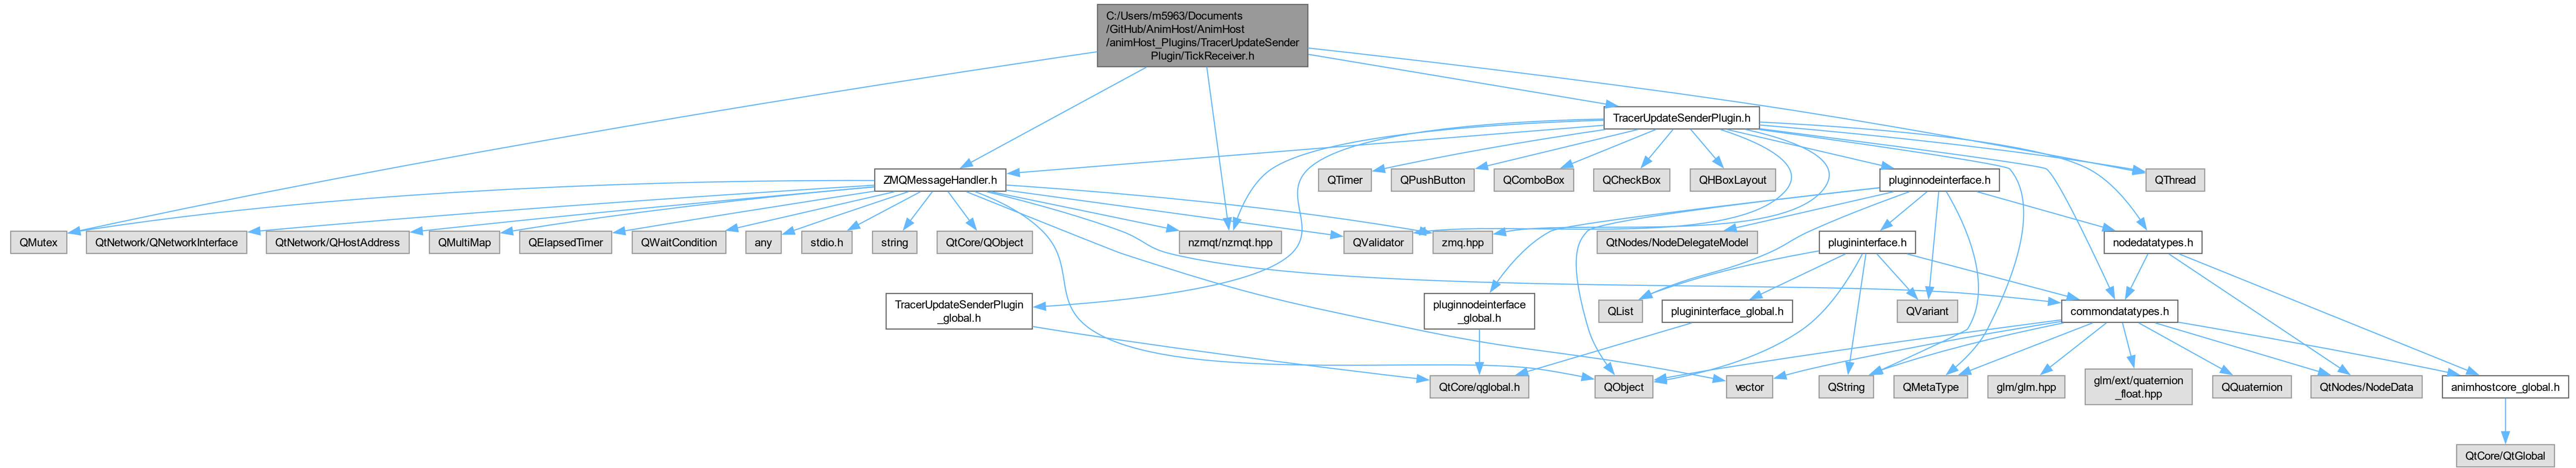 C:/Users/m5963/Documents
/GitHub/AnimHost/AnimHost
/animHost_Plugins/TracerUpdateSender
Plugin/TickReceiver.h
TracerUpdateSenderPlugin.h
ZMQMessageHandler.h
QTimer
QPushButton
QComboBox
QCheckBox
QHBoxLayout
pluginnodeinterface.h
QThread
QMutex
QtNetwork/QNetworkInterface
QtNetwork/QHostAddress
QMultiMap
QElapsedTimer
QWaitCondition
any
stdio.h
string
QtCore/QObject
nzmqt/nzmqt.hpp
QValidator
zmq.hpp
QtNodes/NodeDelegateModel
plugininterface.h
nodedatatypes.h
TracerUpdateSenderPlugin
_global.h
pluginnodeinterface
_global.h
QList
plugininterface_global.h
QVariant
commondatatypes.h
QtCore/qglobal.h
QObject
vector
QString
QMetaType
glm/glm.hpp
glm/ext/quaternion
_float.hpp
QQuaternion
QtNodes/NodeData
animhostcore_global.h
QtCore/QtGlobal